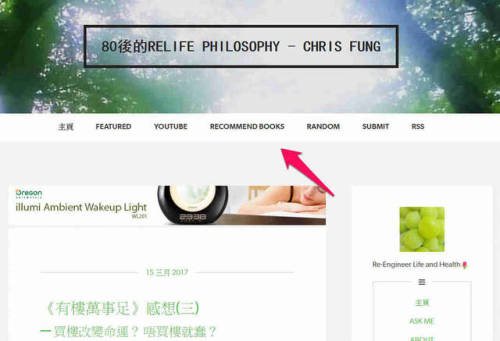 80後的RELIFE PHILOSOPHY - CHRIS FUNG
主頁 FEATURED YOUTUBE RECOMMEND BOOKS RANDOM SUBMIT RSS
Oregon
SCIENTIFIC
illumi Ambient Wakeup Light
WL201
15 三月 2017
《有樓萬事足》感想(三)
一 買樓改變命運？ 唔買樓就蠢？
Re-Engineer Life and Health
主頁
ASK ME
ABOUT